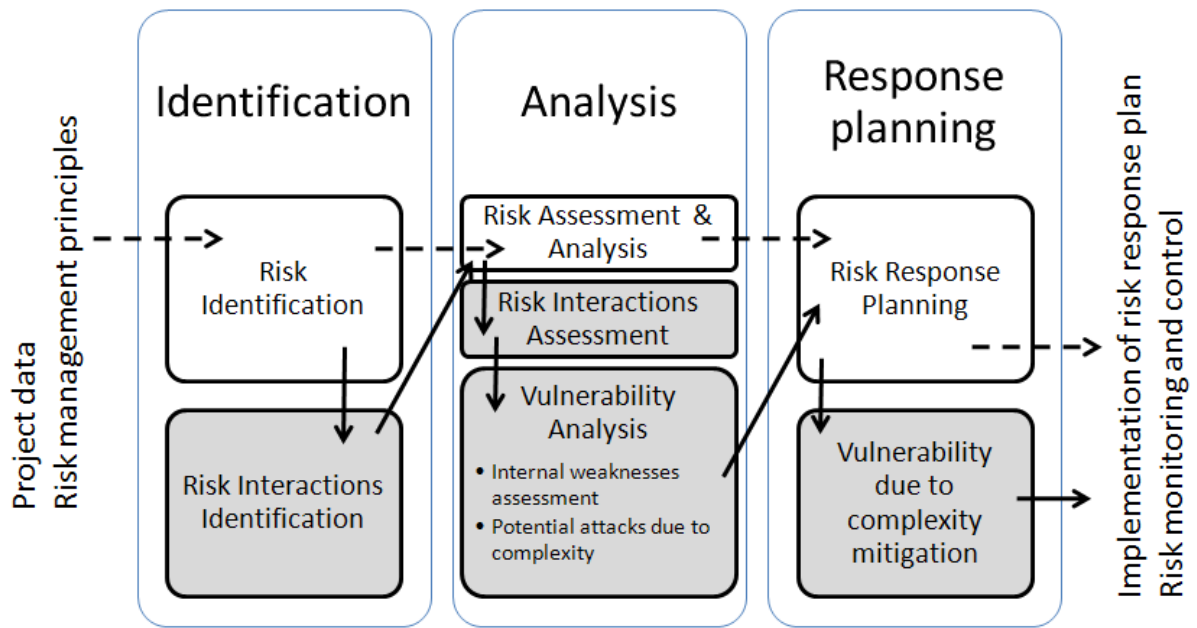 Project data
Risk management principles
Identification
Risk
Identification
Risk Interactions
Identification
Analysis
Risk Assessment &
Analysis
Risk Interactions
Assessment
Vulnerability
Analysis
• Internal weaknesses
assessment
• Potential attacks due to
complexity
Response
planning
Risk Response
Planning
Vulnerability
due to
complexity
mitigation
Implementation of risk response plan
Risk monitoring and control